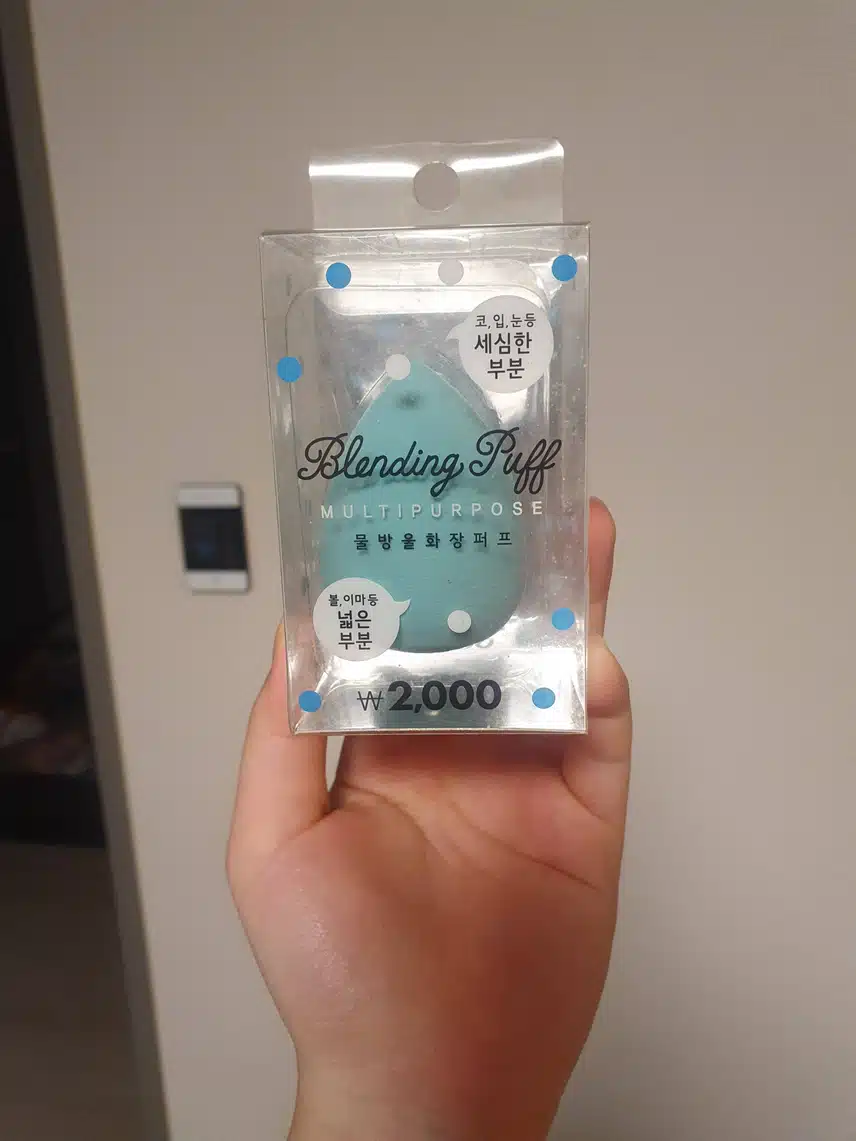 코,입,눈등
세심한
부분
Blending Puff
MULTIPURPOSE
물방울화장퍼프
볼,이마등
넓은
부분
₩2,000